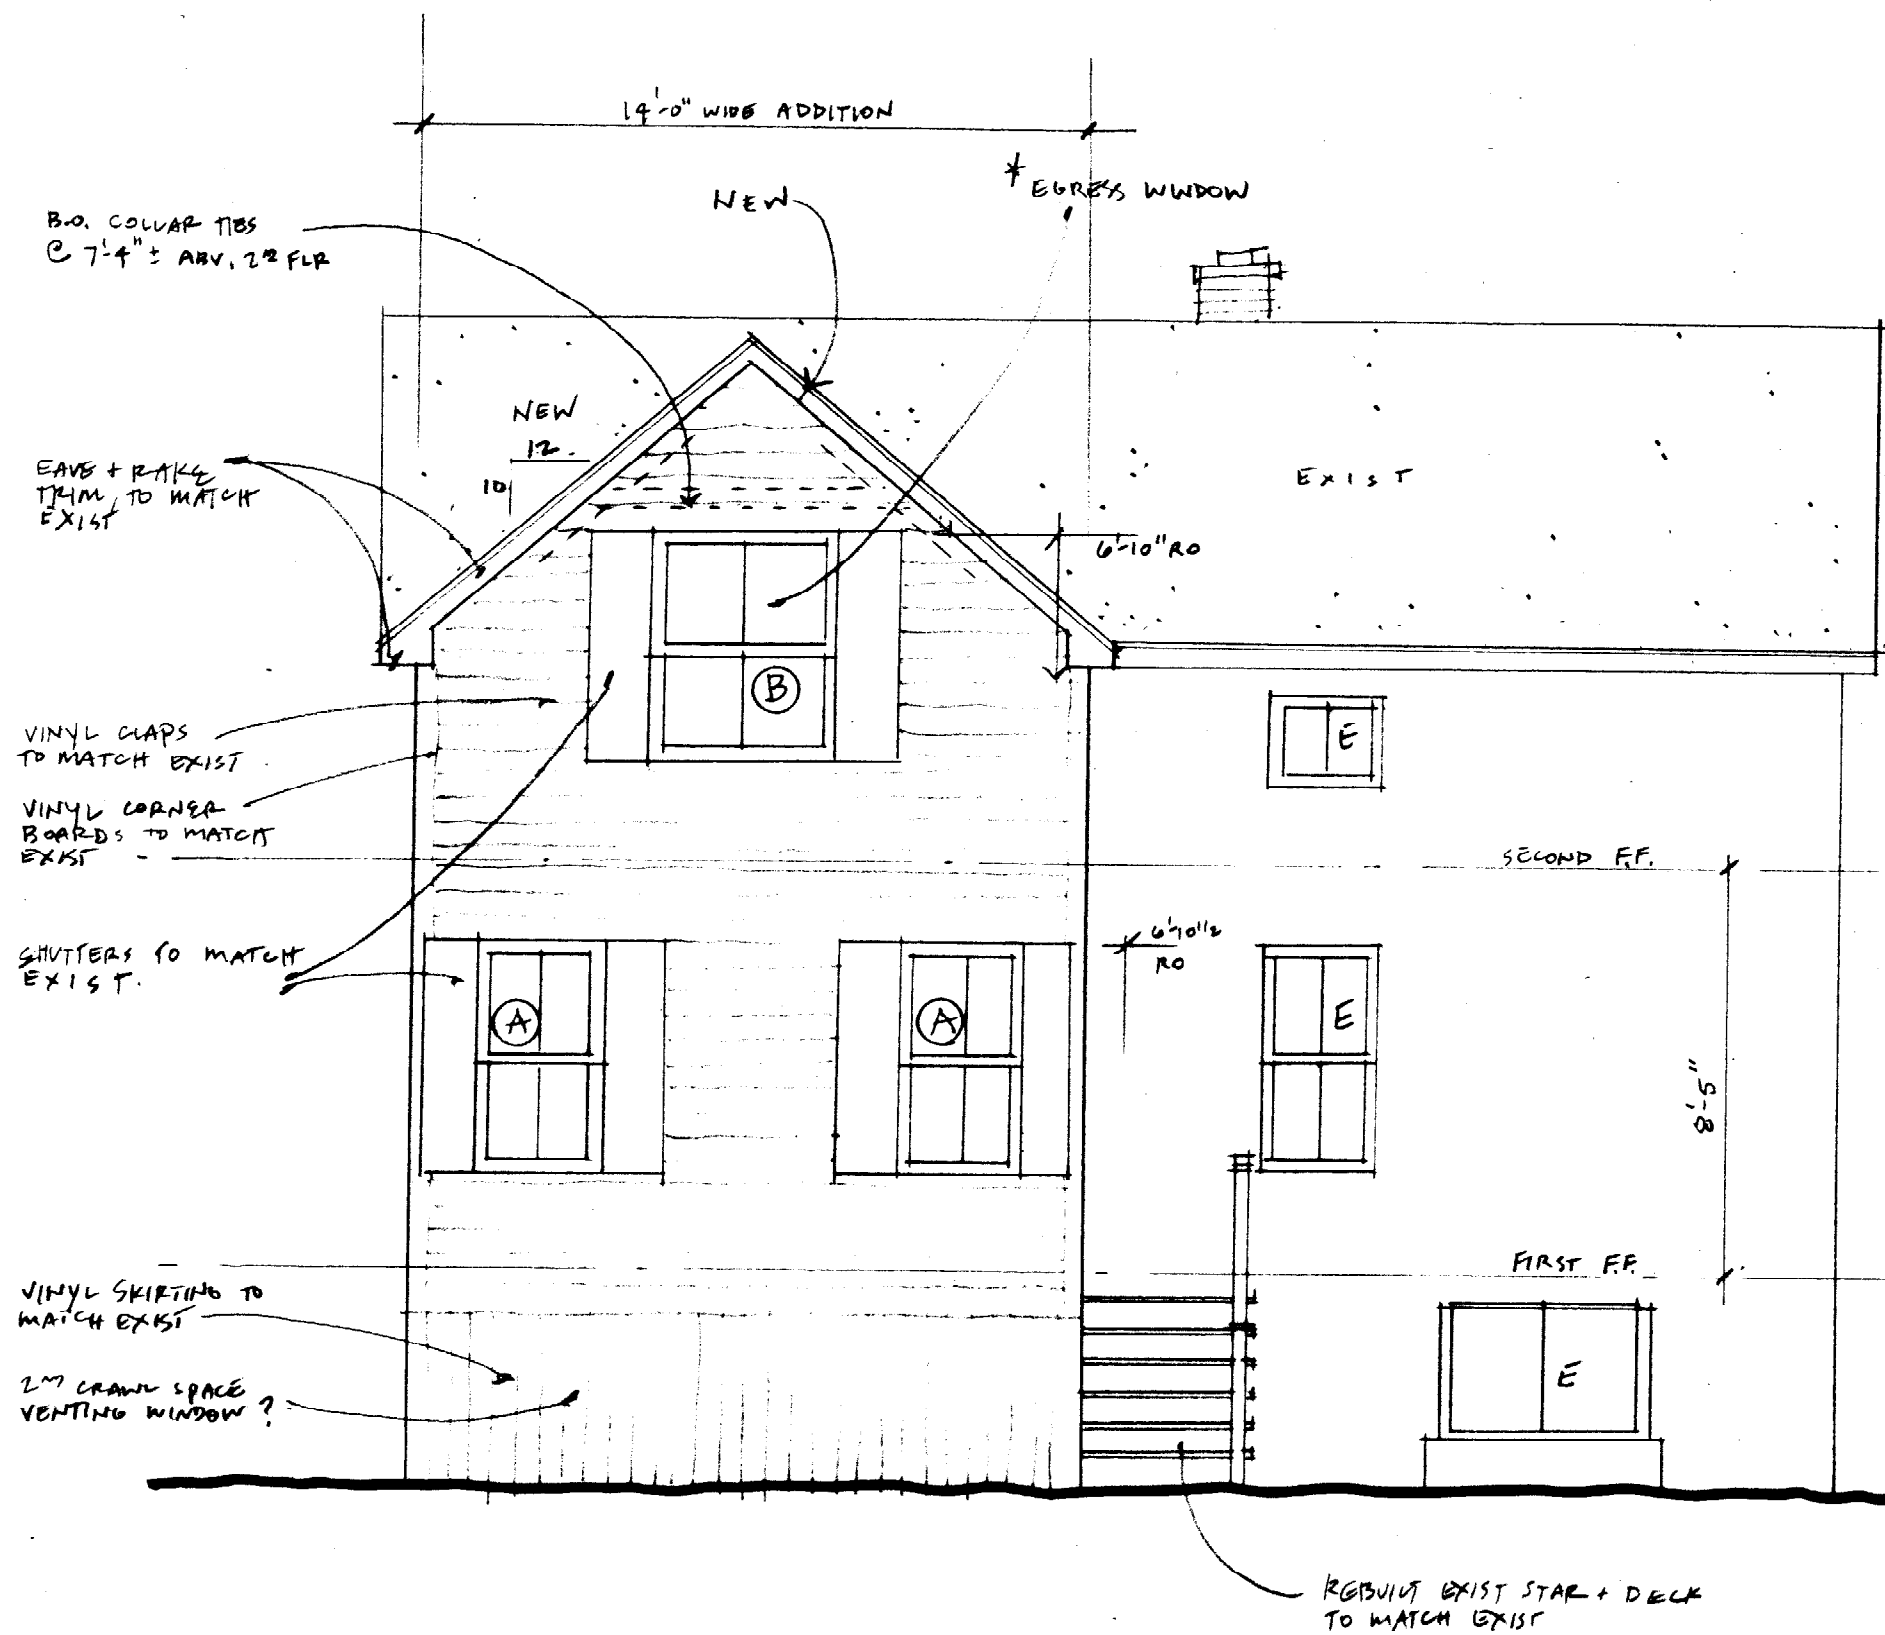 14'-0" WIDE ADDITION
* EGRESS WINDOW
NEW
B.O. COLLAR TIES
@ 7'-4" ± ABV. 2ND FLR
NEW
12
10
EAVE + RAKE
TRIM TO MATCH
EXIST
EXIST
6'-10" RO
B
E
VINYL CLAPS
TO MATCH EXIST
VINYL CORNER
BOARDS TO MATCH
EXIST
SECOND F.F.
SHUTTERS TO MATCH
EXIST.
6'-10 1/2
RO
A
A
E
8'-5"
FIRST F.F.
VINYL SKIRTING TO
MATCH EXIST
2ND CRAWL SPACE
VENTING WINDOW ?
E
REBUILT EXIST STAR + DECK
TO MATCH EXIST